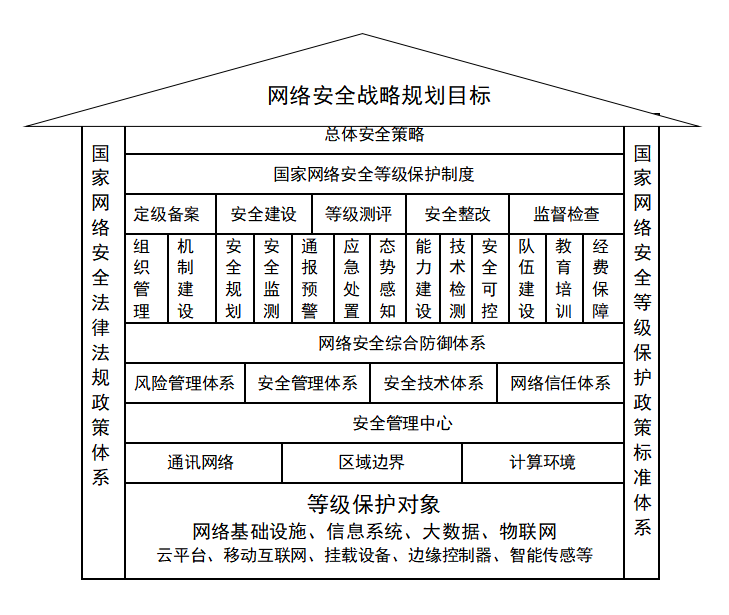 网络安全战略规划目标
总体安全策略
国家网络安全等级保护制度
定级备案 安全建设 等级测评 安全整改 监督检查
组织管理 机制建设 安全规划 安全监测 通报预警 应急处置 态势感知 能力建设 技术检测 安全可控 队伍建设 教育培训 经费保障
网络安全综合防御体系
风险管理体系 安全管理体系 安全技术体系 网络信任体系
安全管理中心
通讯网络 区域边界 计算环境
等级保护对象
网络基础设施、信息系统、大数据、物联网
云平台、移动互联网、挂载设备、边缘控制器、智能传感等
国家网络安全法律法规政策体系
国家网络安全等级保护政策标准体系